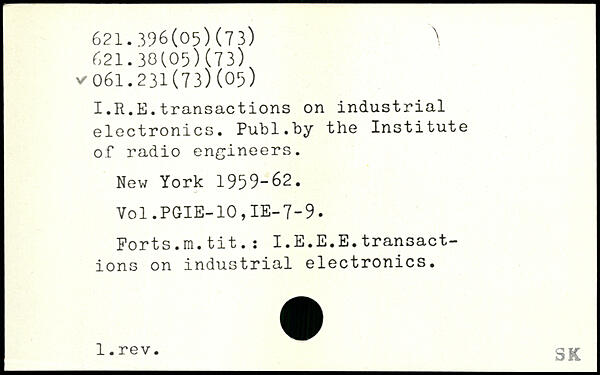 621.396(05)(73)
621.38(05)(73)
✓061.231(73)(05)
I.R.E.transactions on industrial
electronics. Publ.by the Institute
of radio engineers.
New York 1959-62.
Vol.PGIE-10,IE-7-9.
Forts.m.tit.: I.E.E.E.transact-
ions on industrial electronics.
1.rev.
SK